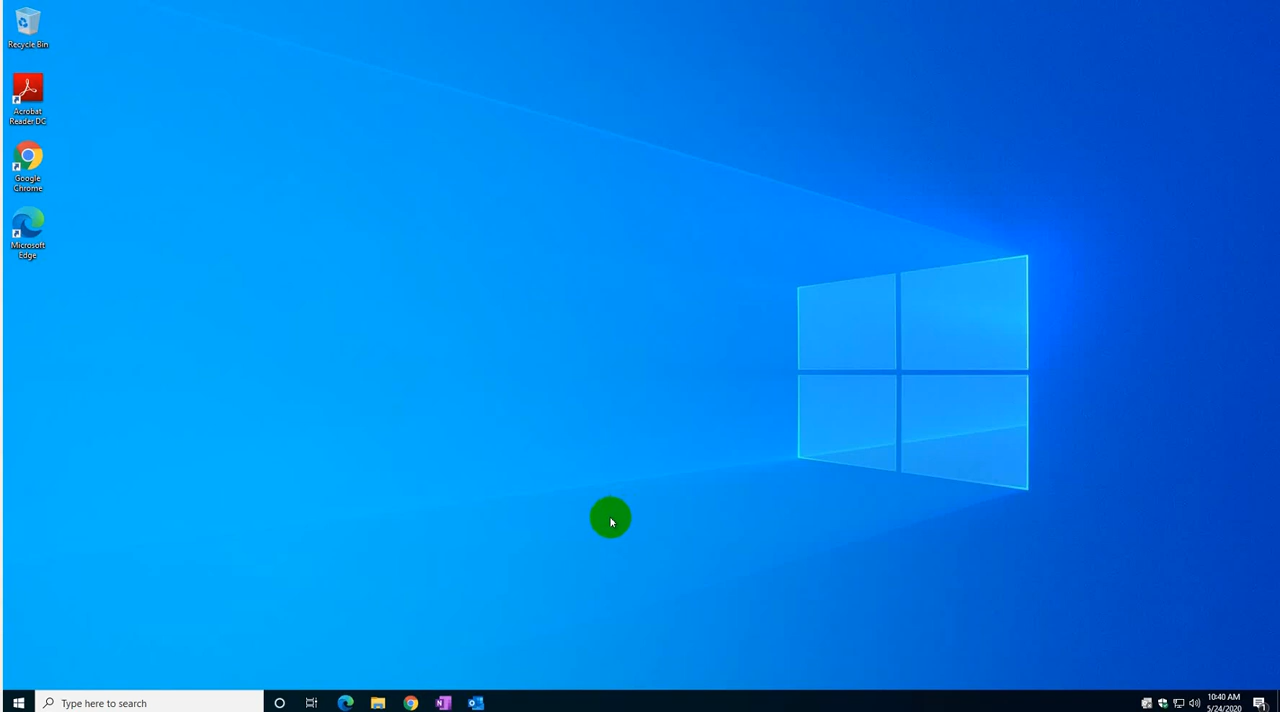 Recycle Bin
Acrobat
Reader DC
Google
Chrome
Microsoft
Edge
Type here to search
10:40 AM
5/24/2020
1